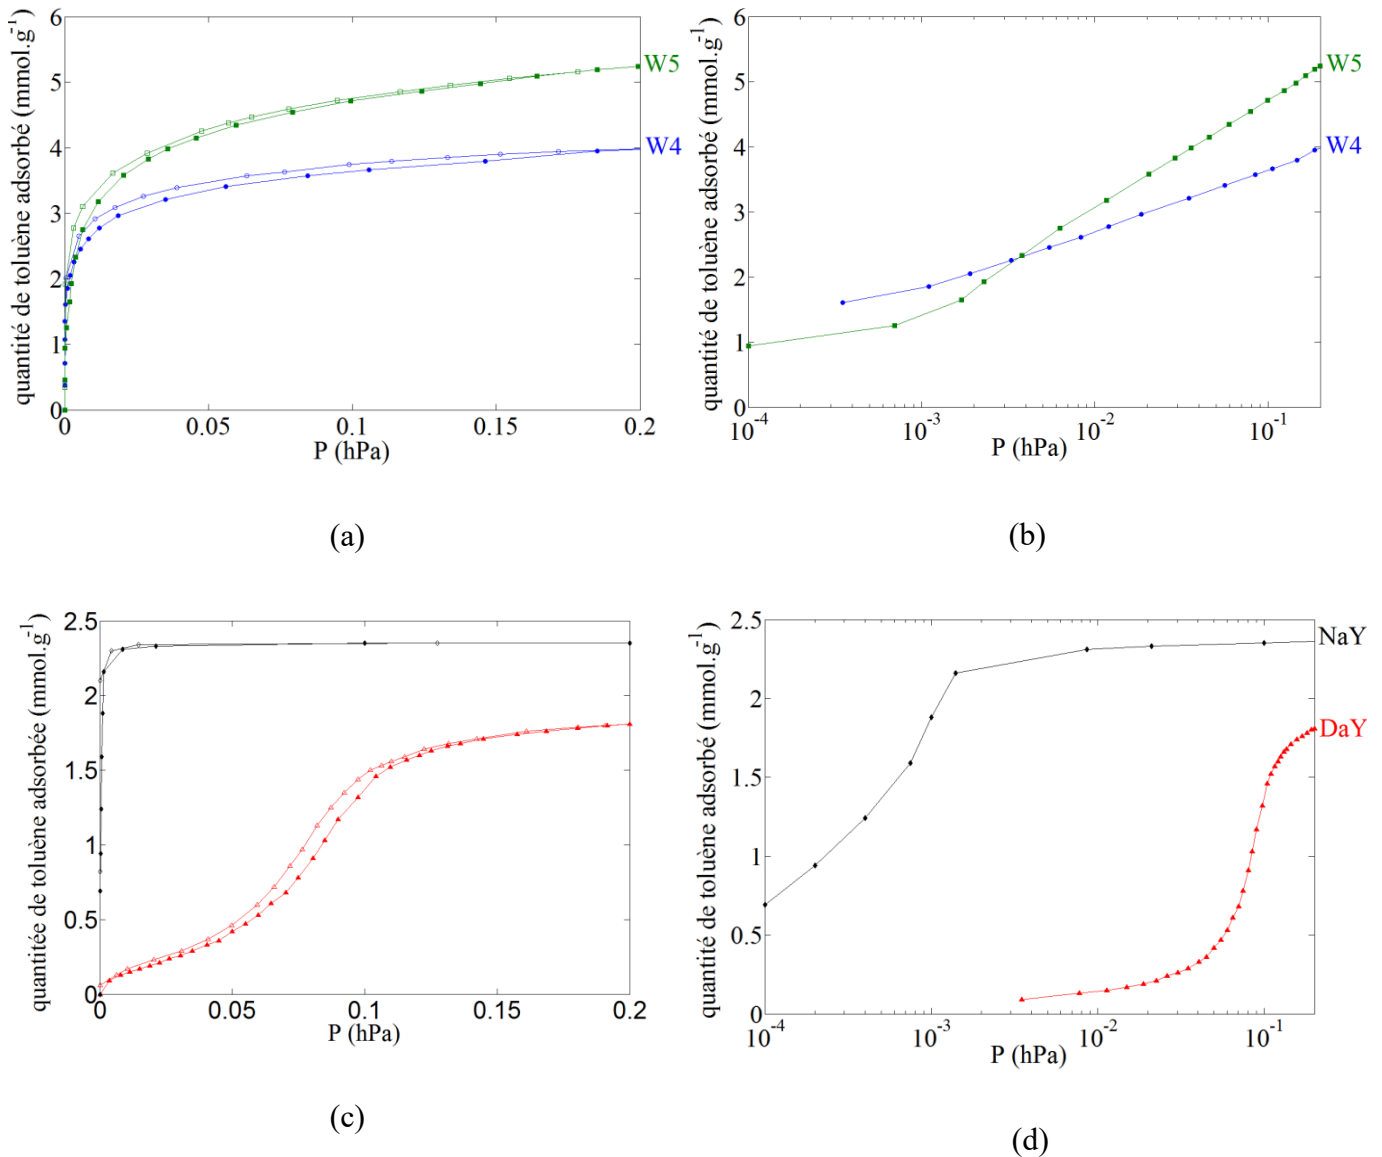 quantité de toluène adsorbé (mmol.g-1)
6
5
4
3
2
1
0
0
0.05
0.1
0.15
0.2
P (hPa)
W5
W4
(a)
quantité de toluène adsorbé (mmol.g-1)
6
5
4
3
2
1
0
10-4
10-3
10-2
10-1
P (hPa)
W5
W4
(b)
quantitée de toluène adsorbée (mmol.g-1)
2.5
2
1.5
1
0.5
0
0
0.05
0.1
0.15
0.2
P (hPa)
(c)
quantité de toluène adsorbé (mmol.g-1)
2.5
2
1.5
1
0.5
0
10-4
10-3
10-2
10-1
P (hPa)
NaY
DaY
(d)